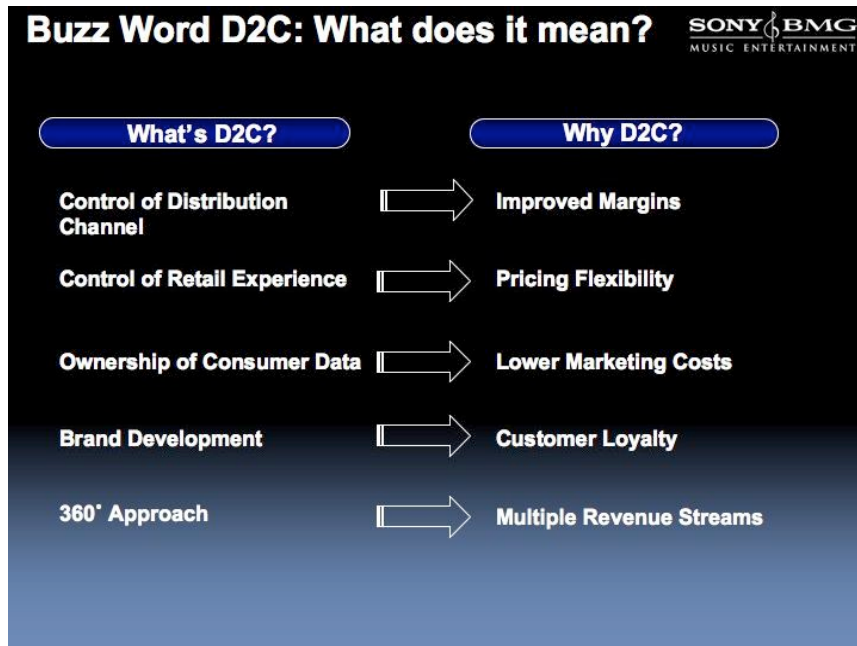 Buzz Word D2C: What does it mean?
SONY BMG
MUSIC ENTERTAINMENT
What's D2C?
Why D2C?
Control of Distribution
Channel
Improved Margins
Control of Retail Experience
Pricing Flexibility
Ownership of Consumer Data
Lower Marketing Costs
Brand Development
Customer Loyalty
360° Approach
Multiple Revenue Streams